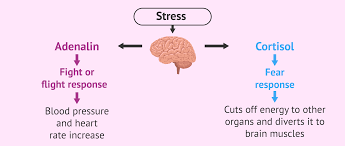 Stress
Adenalin
Fight or
flight response
Blood pressure
and heart
rate increase
Cortisol
Fear
response
Cuts off energy to other
organs and diverts it to
brain muscles